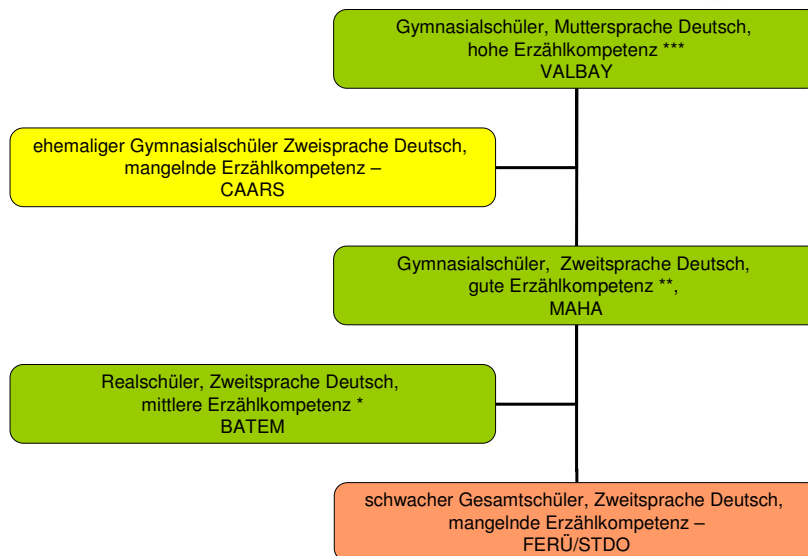 Gymnasialschüler, Muttersprache Deutsch,
hohe Erzählkompetenz ***
VALBAY
ehemaliger Gymnasialschüler Zweisprache Deutsch,
mangelnde Erzählkompetenz –
CAARS
Gymnasialschüler, Zweitsprache Deutsch,
gute Erzählkompetenz **,
MAHA
Realschüler, Zweitsprache Deutsch,
mittlere Erzählkompetenz *
BATEM
schwacher Gesamtschüler, Zweitsprache Deutsch,
mangelnde Erzählkompetenz –
FERÜ/STDO